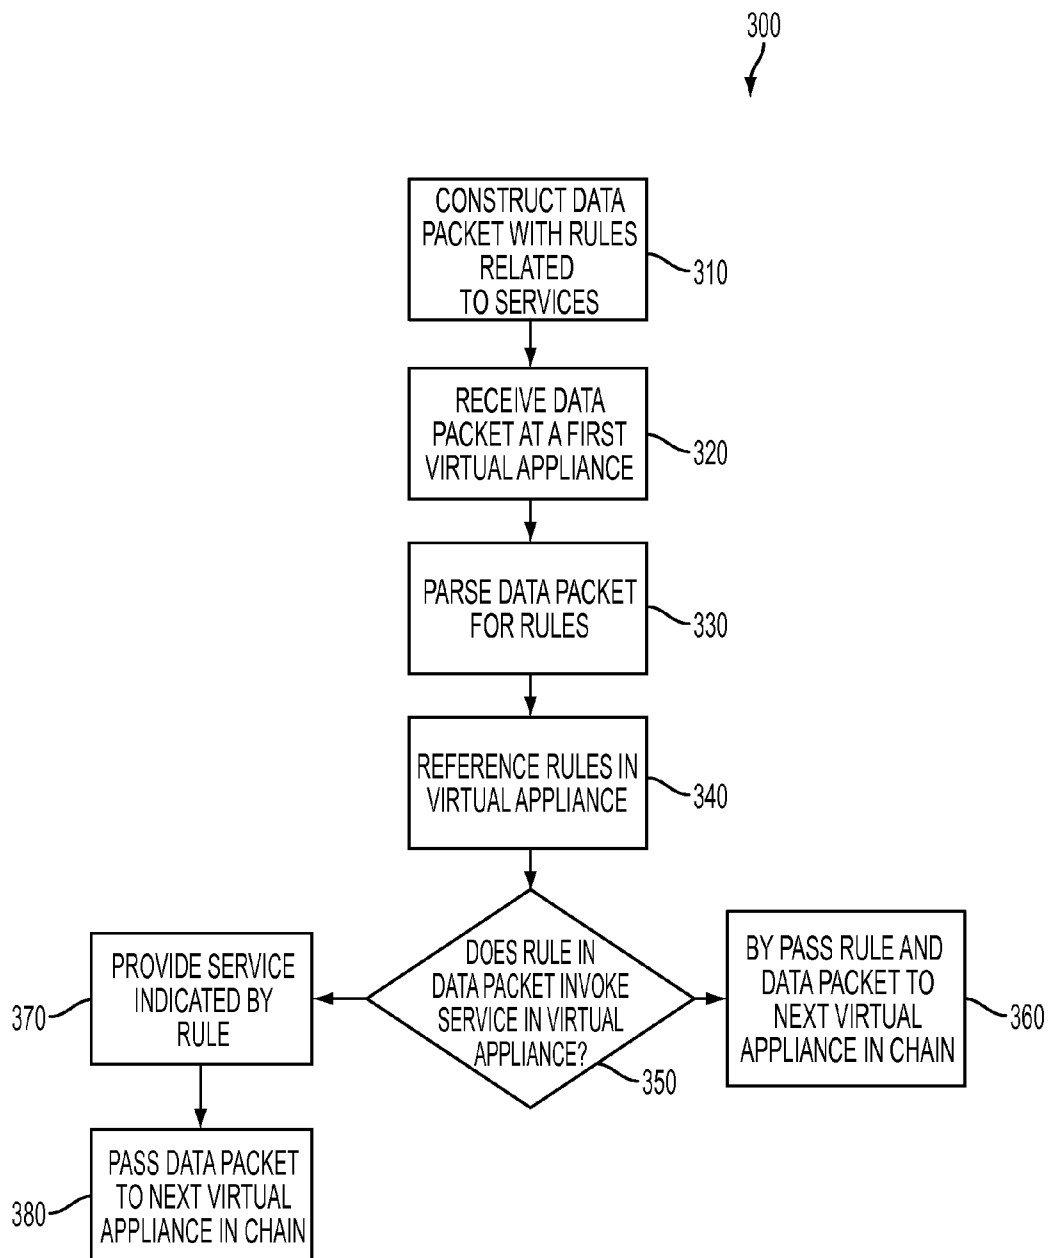 300
CONSTRUCT DATA
PACKET WITH RULES
RELATED
TO SERVICES
310
RECEIVE DATA
PACKET AT A FIRST
VIRTUAL APPLIANCE
320
PARSE DATA PACKET
FOR RULES
330
REFERENCE RULES IN
VIRTUAL APPLIANCE
340
DOES RULE IN
DATA PACKET INVOKE
SERVICE IN VIRTUAL
APPLIANCE?
350
BY PASS RULE AND
DATA PACKET TO
NEXT VIRTUAL
APPLIANCE IN CHAIN
360
PROVIDE SERVICE
INDICATED BY
RULE
370
PASS DATA PACKET
TO NEXT VIRTUAL
APPLIANCE IN CHAIN
380